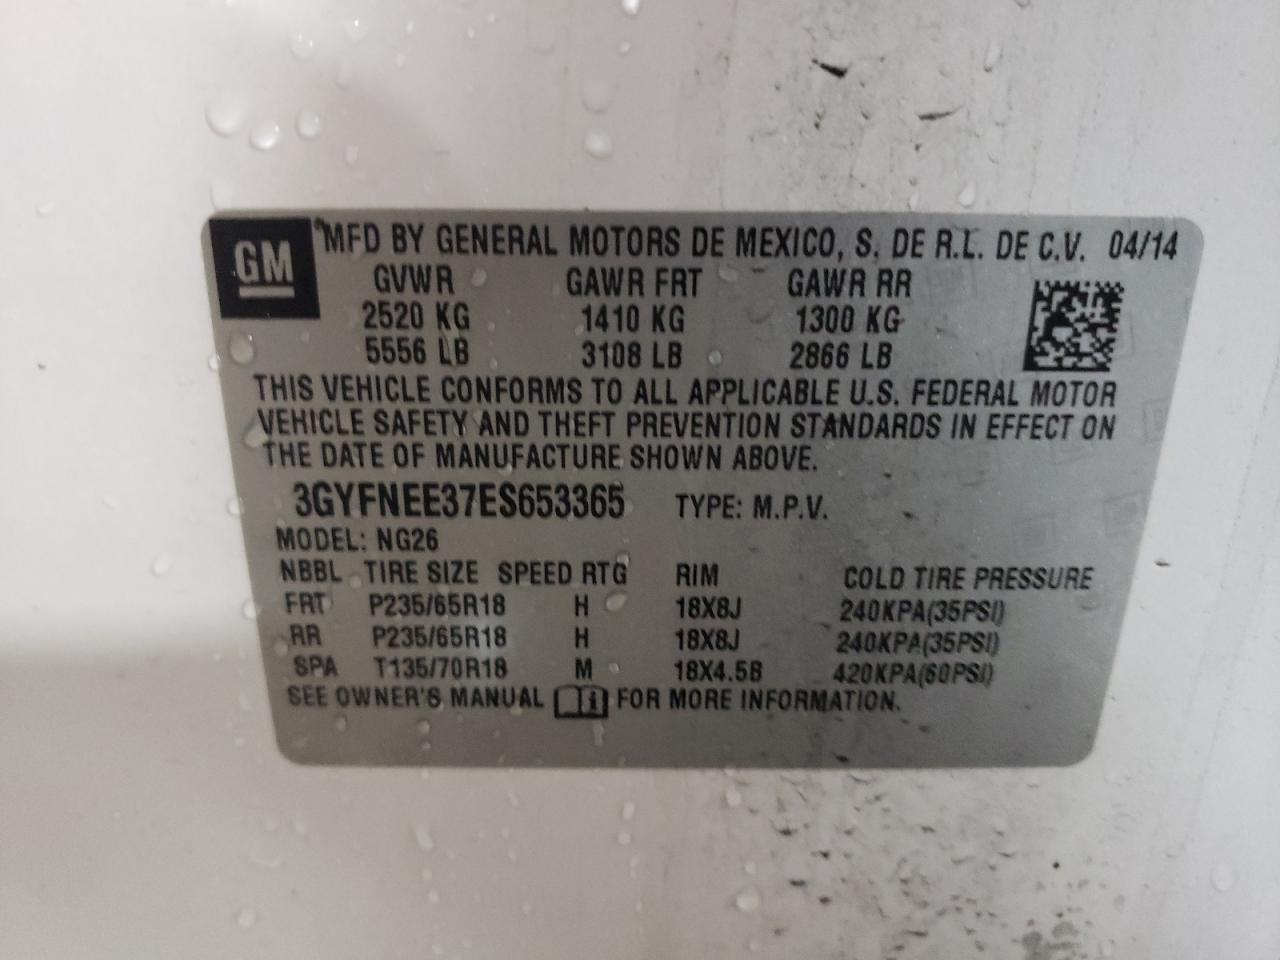 GM
MFD BY GENERAL MOTORS DE MEXICO, S. DE R.L. DE C.V. 04/14
GVWR GAWR FRT GAWR RR
2520 KG 1410 KG 1300 KG
5556 LB 3108 LB 2866 LB
THIS VEHICLE CONFORMS TO ALL APPLICABLE U.S. FEDERAL MOTOR
VEHICLE SAFETY AND THEFT PREVENTION STANDARDS IN EFFECT ON
THE DATE OF MANUFACTURE SHOWN ABOVE.
3GYFNEE37ES653365 TYPE: M.P.V.
MODEL: NG26
NBBL TIRE SIZE SPEED RTG RIM COLD TIRE PRESSURE
FRT P235/65R18 H 18X8J 240KPA(35PSI)
RR P235/65R18 H 18X8J 240KPA(35PSI)
SPA T135/70R18 M 18X4.5B 420KPA(60PSI)
SEE OWNER'S MANUAL i FOR MORE INFORMATION.